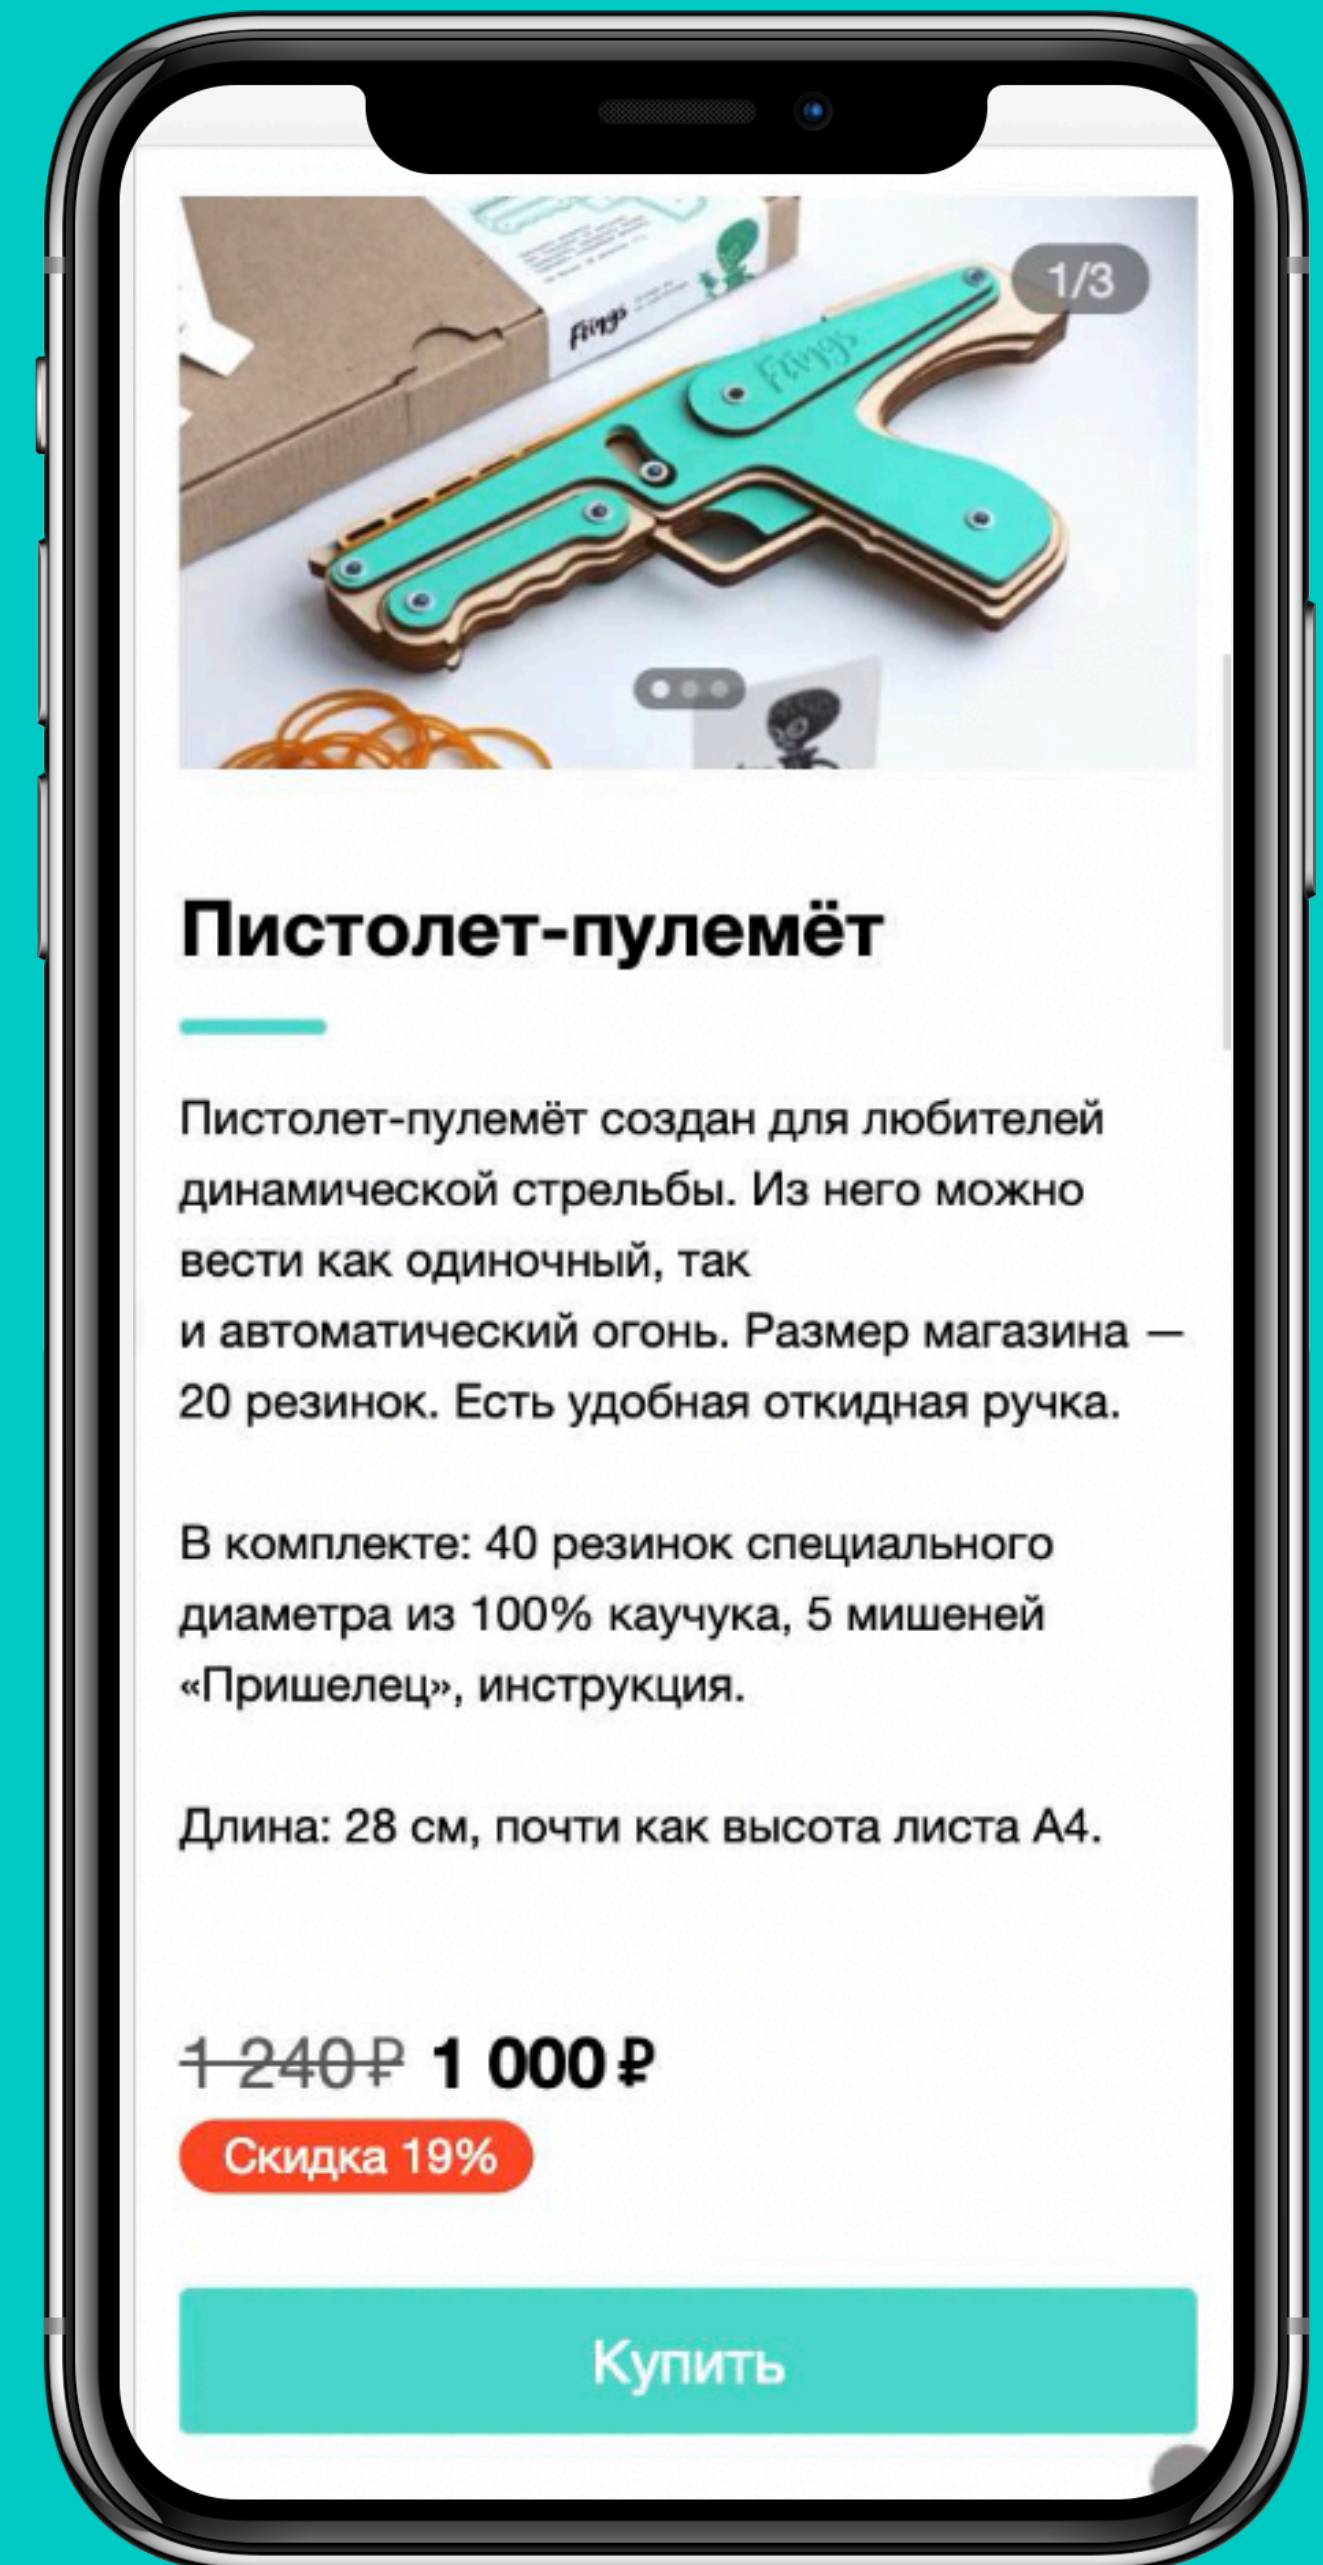 1/3
Frings
Frings
Пистолет-пулемёт
Пистолет-пулемёт создан для любителей
динамической стрельбы. Из него можно
вести как одиночный, так
и автоматический огонь. Размер магазина —
20 резинок. Есть удобная откидная ручка.
В комплекте: 40 резинок специального
диаметра из 100% каучука, 5 мишеней
«Пришелец», инструкция.
Длина: 28 см, почти как высота листа А4.
1 240 ₽ 1 000 ₽
Скидка 19%
Купить